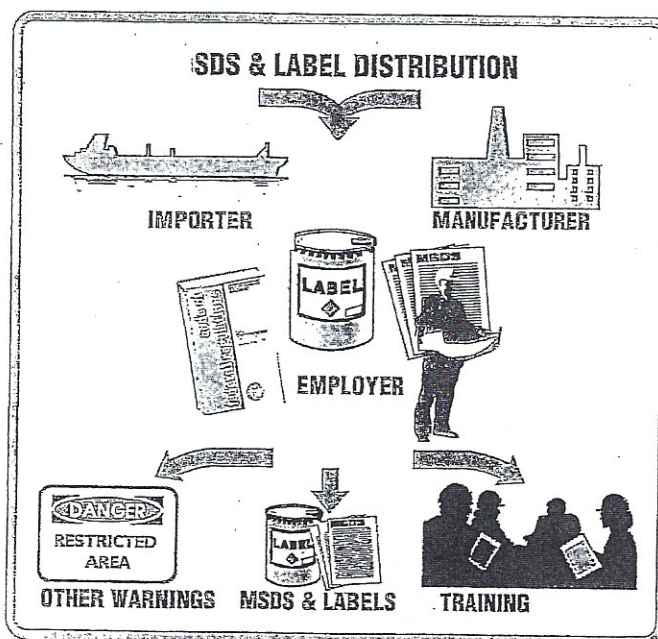 SDS & LABEL DISTRIBUTION
IMPORTER
MANUFACTURER
MSDS
LABEL
EMPLOYER
DANGER
RESTRICTED
AREA
LABEL
OTHER WARNINGS
MSDS & LABELS
TRAINING